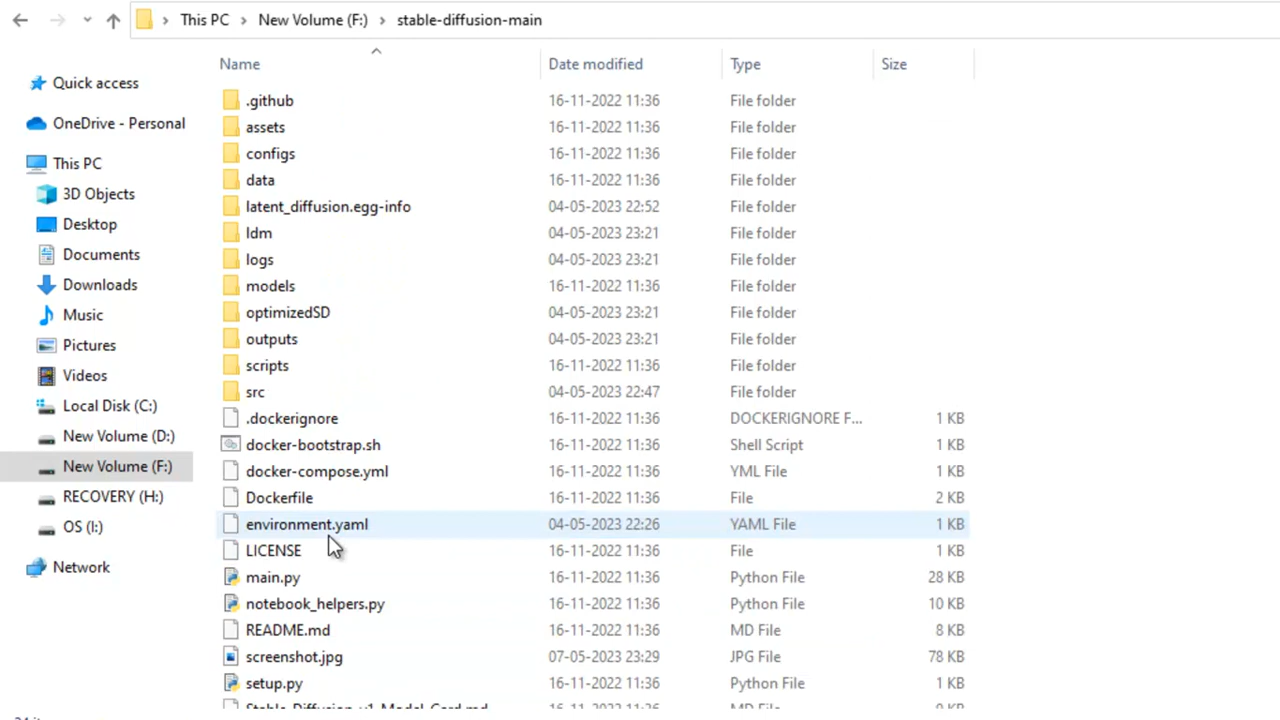 This PC > New Volume (F:) > stable-diffusion-main
Name Date modified Type Size
Quick access
OneDrive - Personal
This PC
3D Objects
Desktop
Documents
Downloads
Music
Pictures
Videos
Local Disk (C:)
New Volume (D:)
New Volume (F:)
RECOVERY (H:)
OS (I:)
Network
.github 16-11-2022 11:36 File folder
assets 16-11-2022 11:36 File folder
configs 16-11-2022 11:36 File folder
data 16-11-2022 11:36 File folder
latent_diffusion.egg-info 04-05-2023 22:52 File folder
ldm 04-05-2023 23:21 File folder
logs 04-05-2023 23:21 File folder
models 16-11-2022 11:36 File folder
optimizedSD 04-05-2023 23:21 File folder
outputs 04-05-2023 23:21 File folder
scripts 16-11-2022 11:36 File folder
src 04-05-2023 22:47 File folder
.dockerignore 16-11-2022 11:36 DOCKERIGNORE F... 1 KB
docker-bootstrap.sh 16-11-2022 11:36 Shell Script 1 KB
docker-compose.yml 16-11-2022 11:36 YML File 1 KB
Dockerfile 16-11-2022 11:36 File 2 KB
environment.yaml 04-05-2023 22:26 YAML File 1 KB
LICENSE 16-11-2022 11:36 File 1 KB
main.py 16-11-2022 11:36 Python File 28 KB
notebook_helpers.py 16-11-2022 11:36 Python File 10 KB
README.md 16-11-2022 11:36 MD File 8 KB
screenshot.jpg 07-05-2023 23:29 JPG File 78 KB
setup.py 16-11-2022 11:36 Python File 1 KB
Stable_Diffusion_v1_Model_Card.md 16-11-2022 11:36 MD File